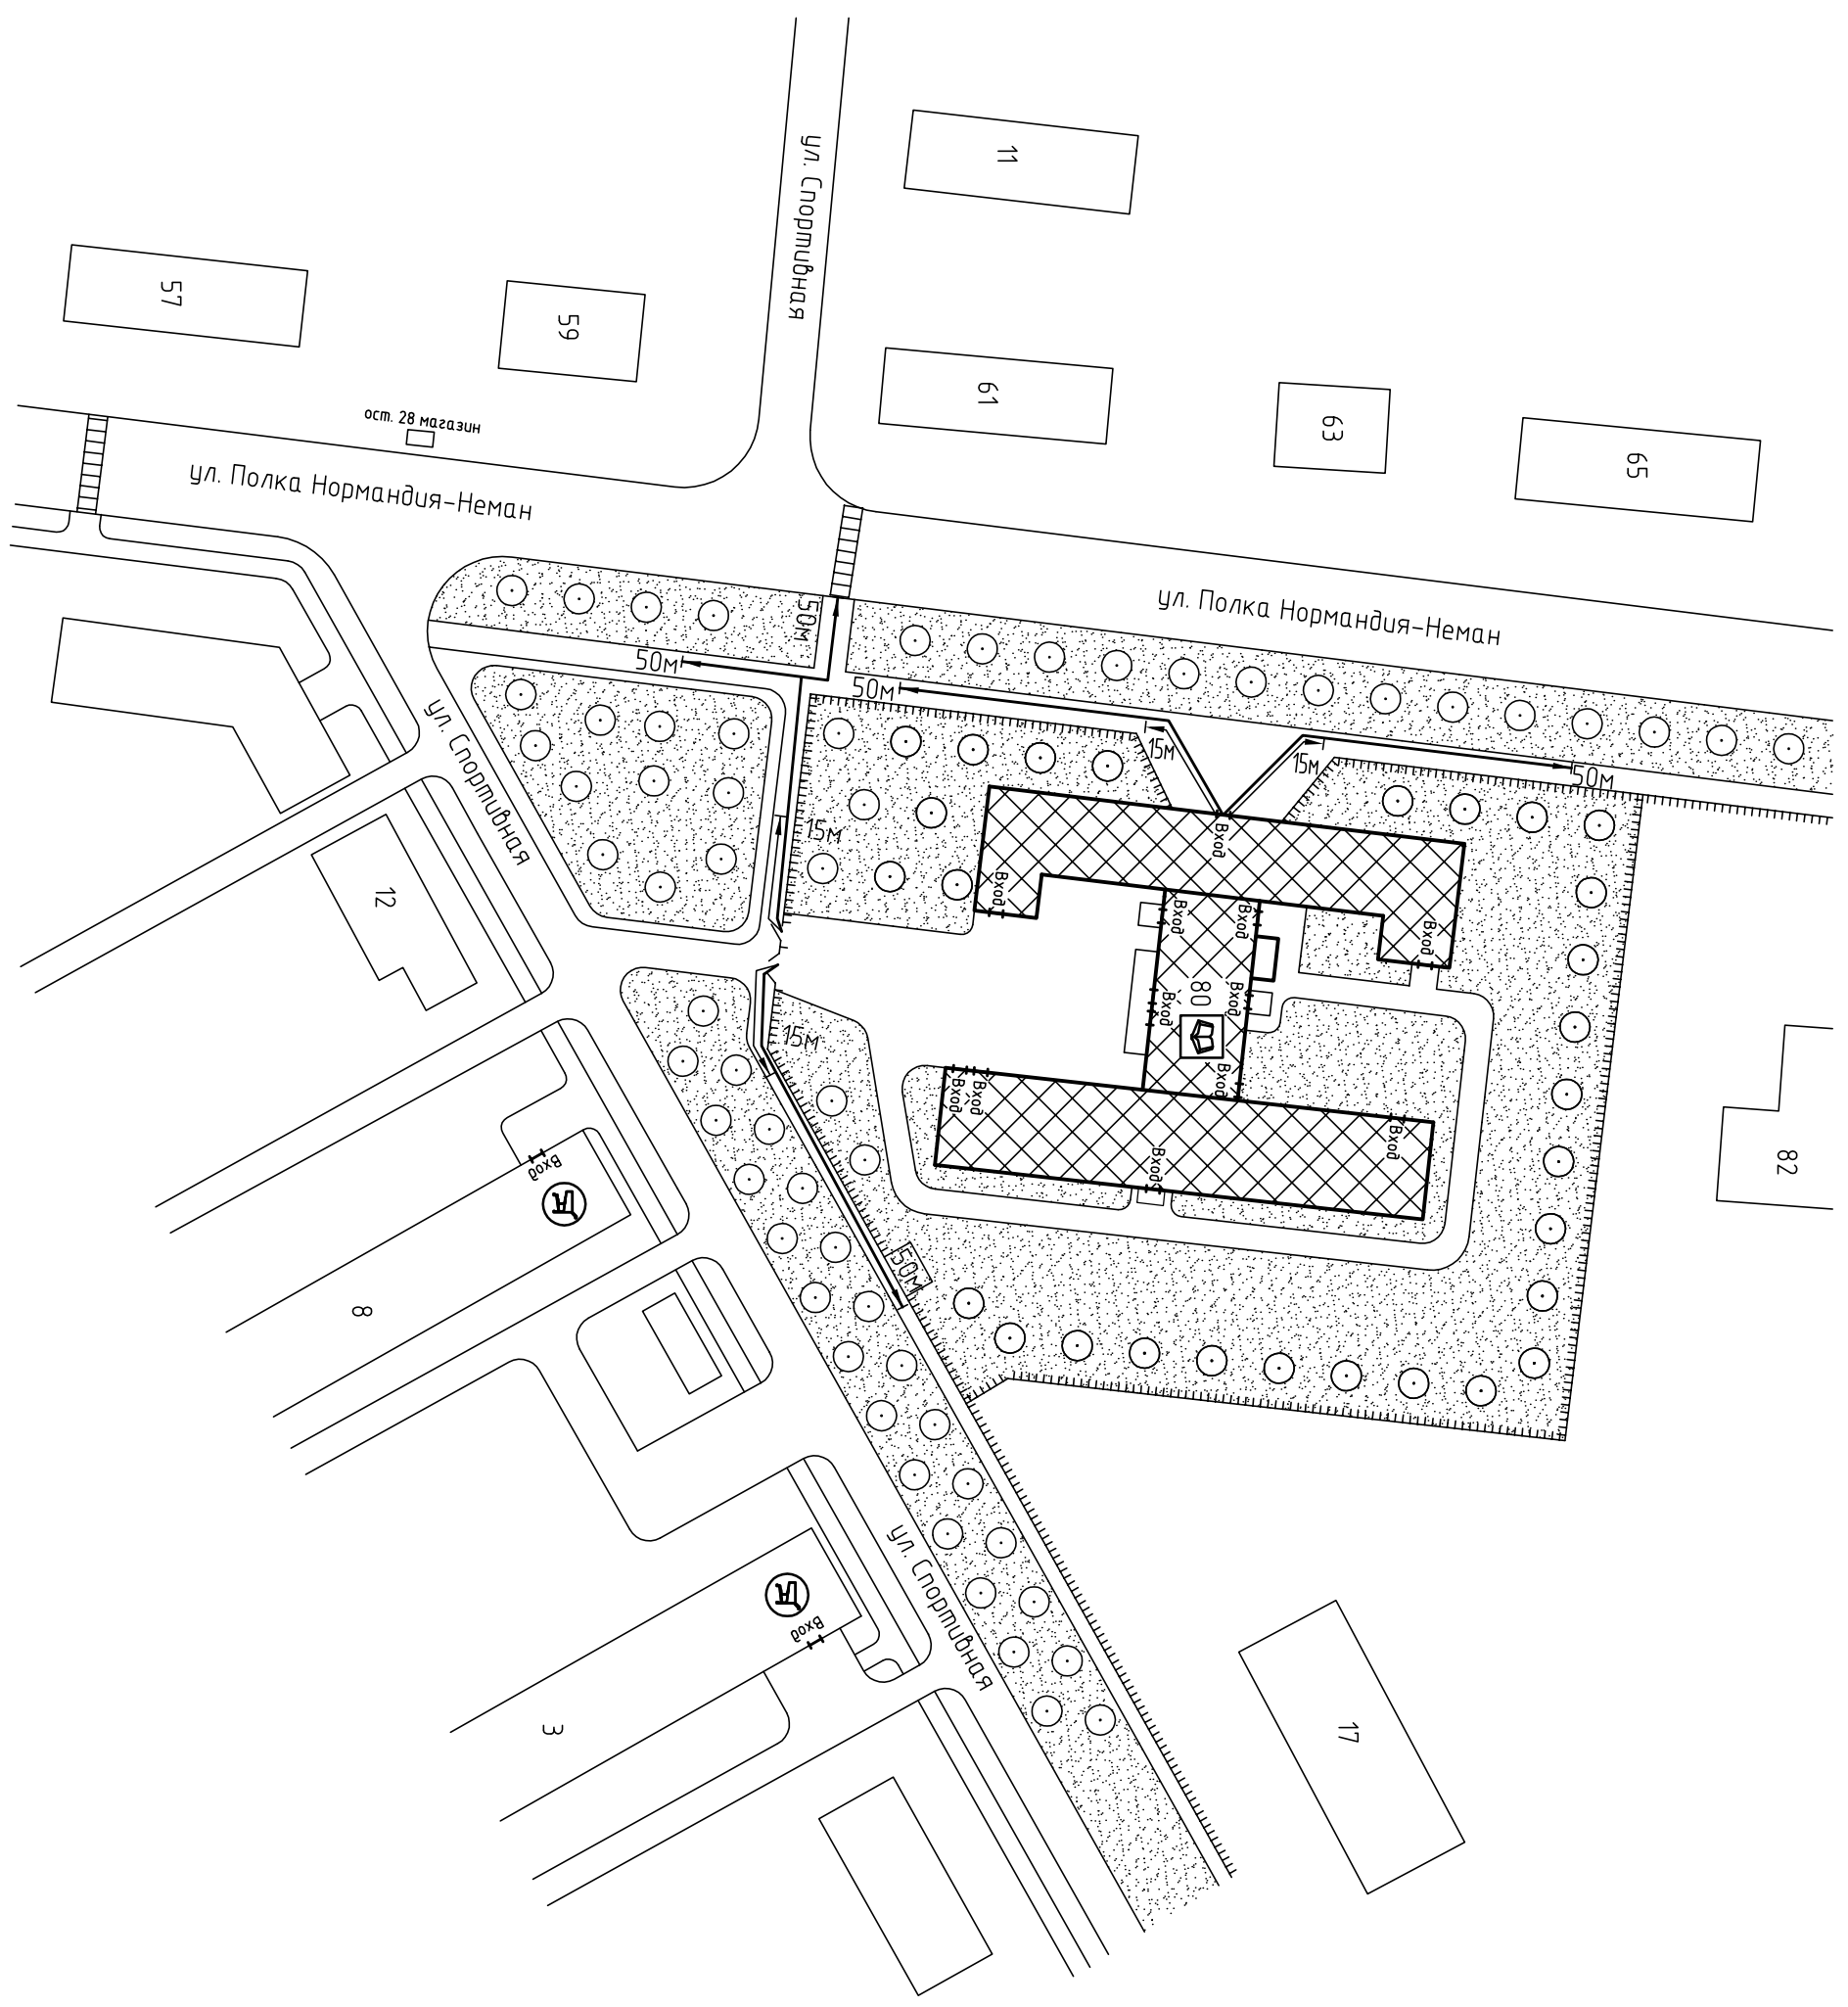 ул. Спортивная
11
57
59
61
63
65
ост. 28 магазин
ул. Полка Нормандия-Неман
ул. Полка Нормандия-Неман
50м
50м
50м
15м
15м
50м
ул. Спортивная
15м
Вход
12
Вход
Вход
Вход
Вход
80
Вход
Вход
15м
Вход
Вход
Вход
Вход
Вход
82
Вход
8
50м
ул. Спортивная
Вход
3
17